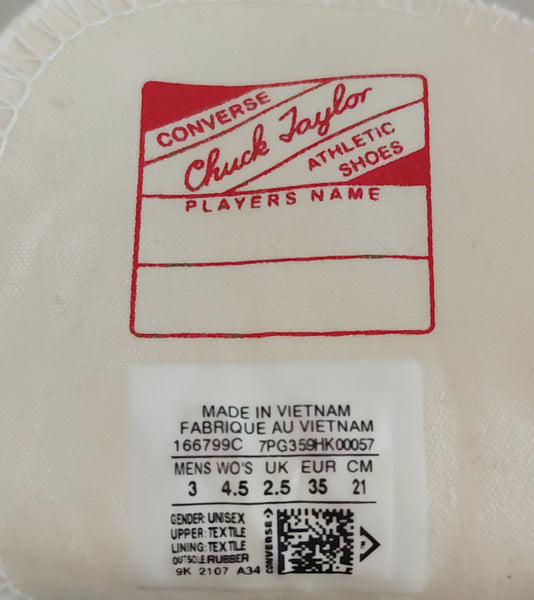 CONVERSE
Chuck Taylor
ATHLETIC
SHOES
PLAYERS NAME
MADE IN VIETNAM
FABRIQUE AU VIETNAM
166799C 7PG359HK00057
MENS WO'S UK EUR CM
3 4.5 2.5 35 21
GENDER: UNISEX
UPPER: TEXTILE
LINING: TEXTILE
OUTSOLE RUBBER
9K 2107 A34
CONVERSE